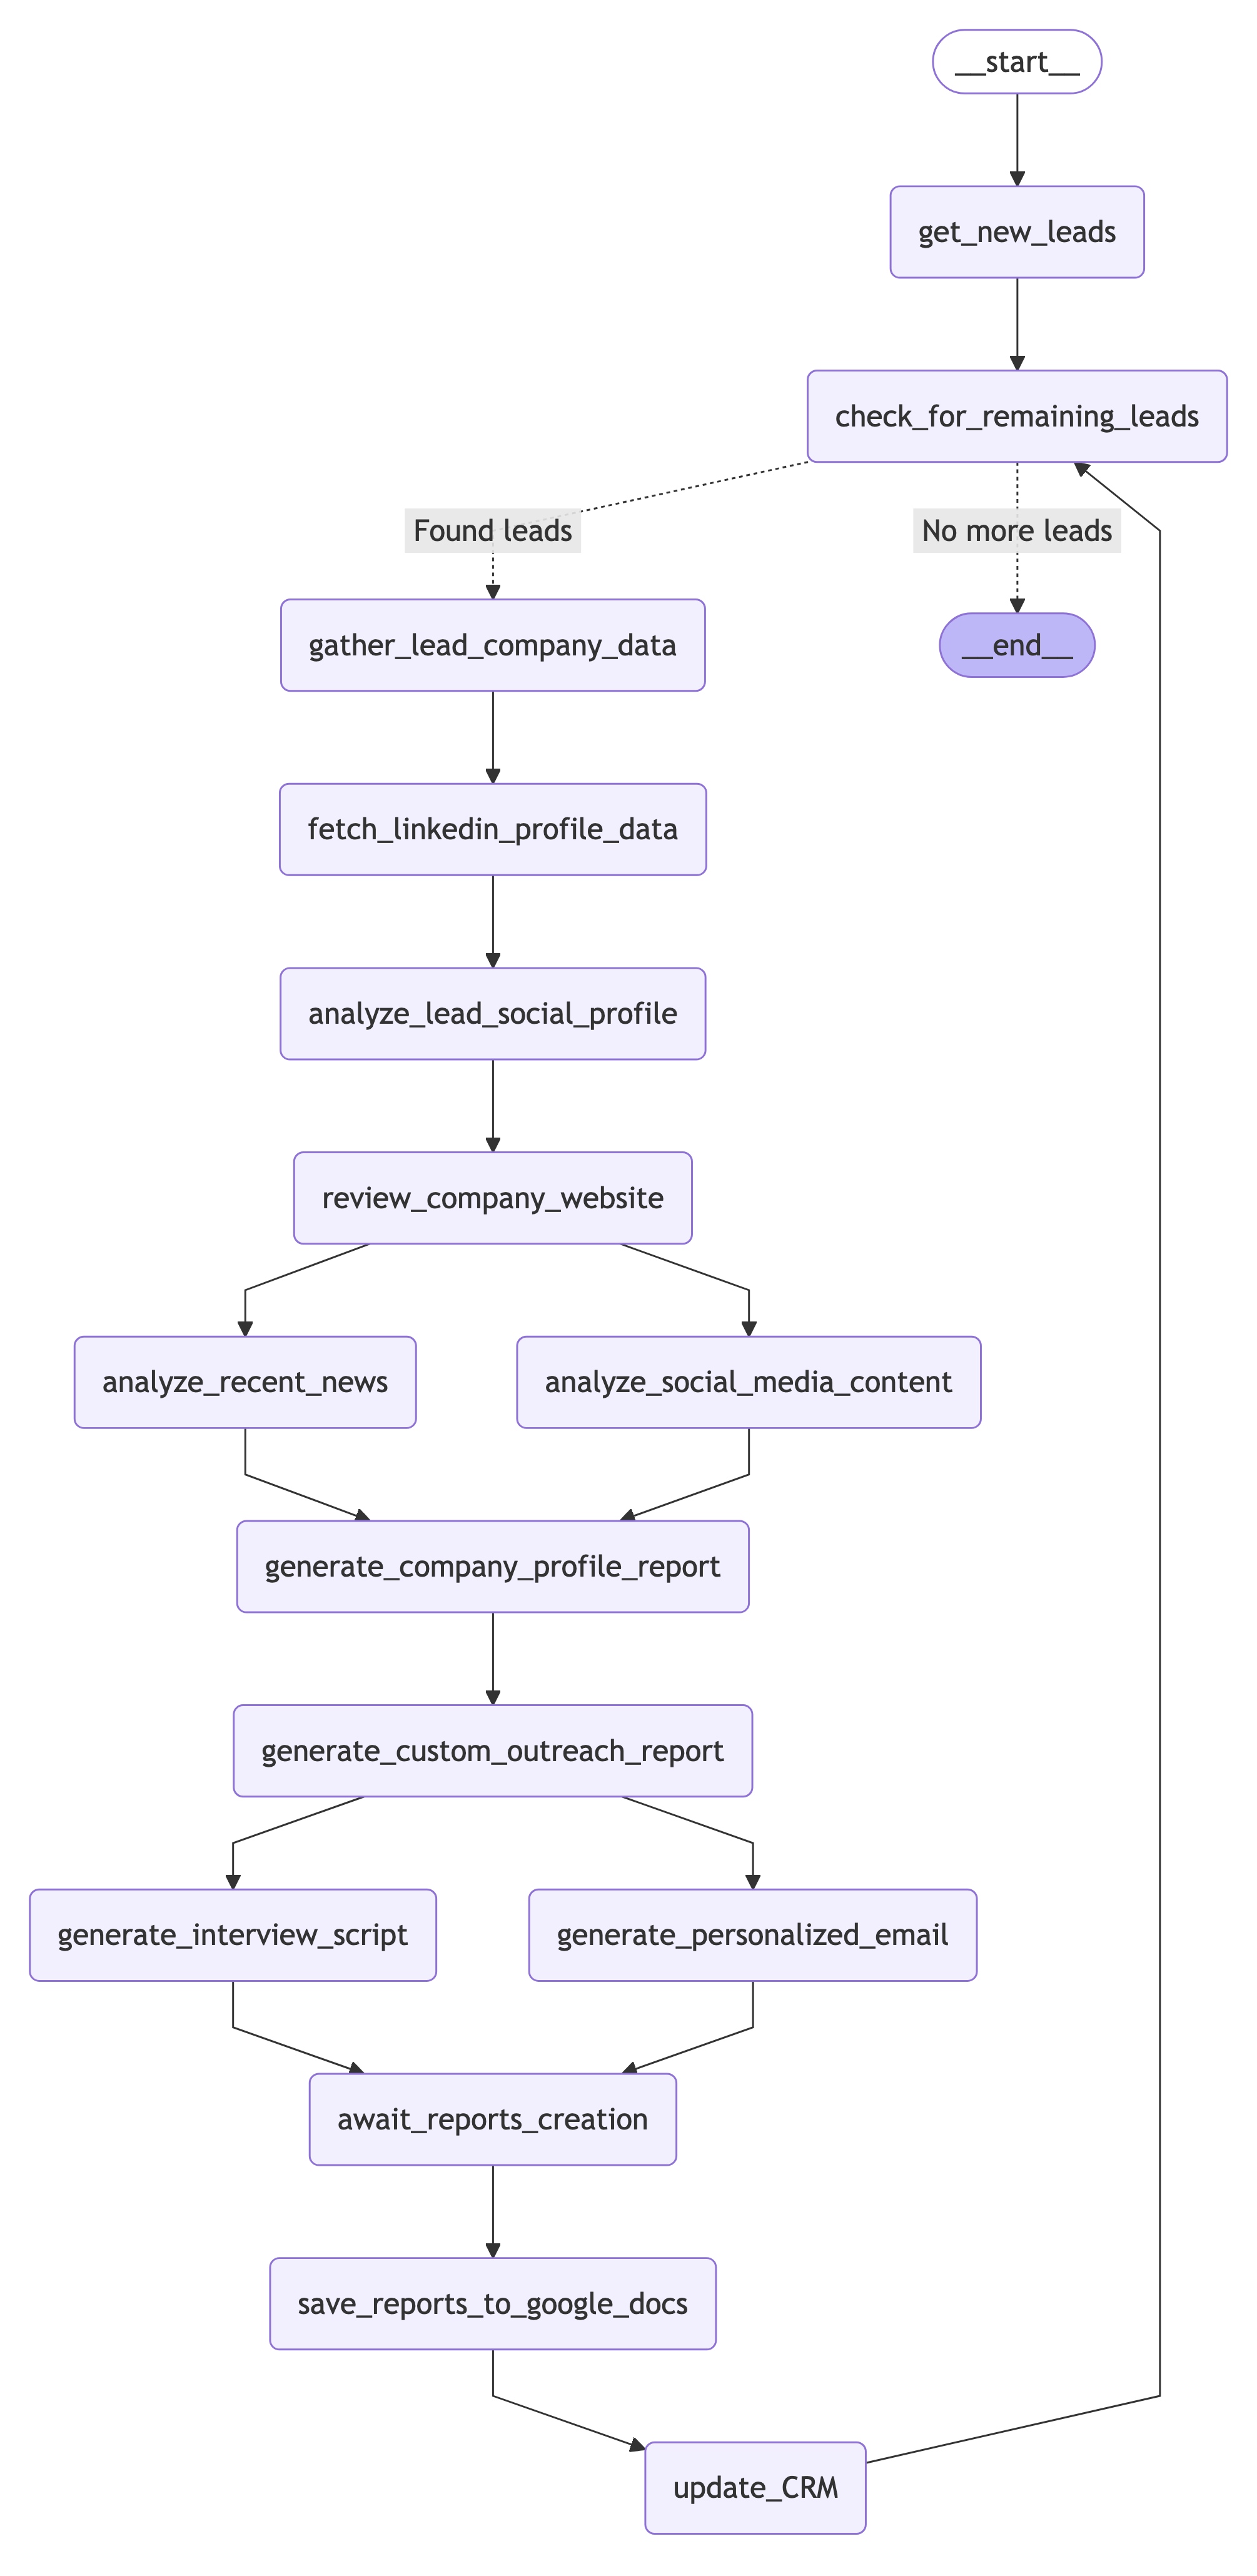 __start__
get_new_leads
check_for_remaining_leads
Found leads
No more leads
gather_lead_company_data
__end__
fetch_linkedin_profile_data
analyze_lead_social_profile
review_company_website
analyze_recent_news
analyze_social_media_content
generate_company_profile_report
generate_custom_outreach_report
generate_interview_script
generate_personalized_email
await_reports_creation
save_reports_to_google_docs
update_CRM